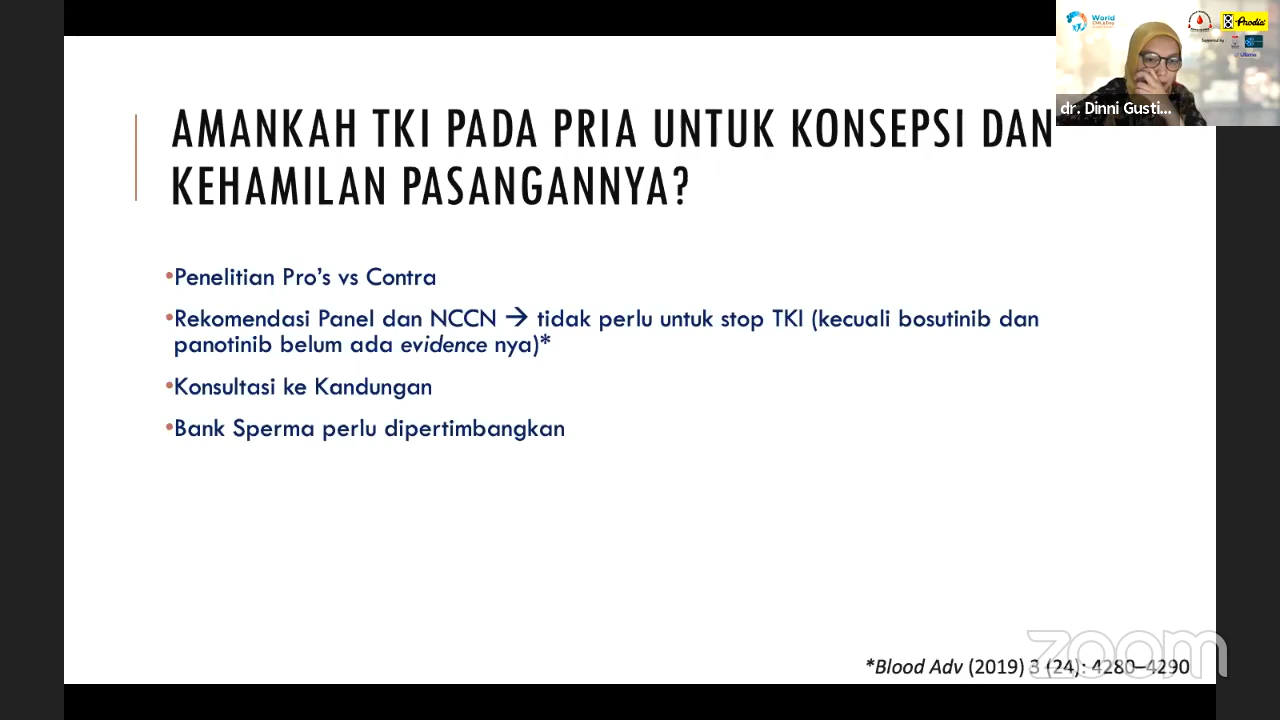 World
Prodia
dr. Dinni Gusti...
AMANKAH TKI PADA PRIA UNTUK KONSEPSI DAN
KEHAMILAN PASANGANNYA?
•Penelitian Pro's vs Contra
•Rekomendasi Panel dan NCCN → tidak perlu untuk stop TKI (kecuali bosutinib dan
panotinib belum ada evidence nya)*
•Konsultasi ke Kandungan
•Bank Sperma perlu dipertimbangkan
*Blood Adv (2019) 3 (24): 4280–4290
zoom